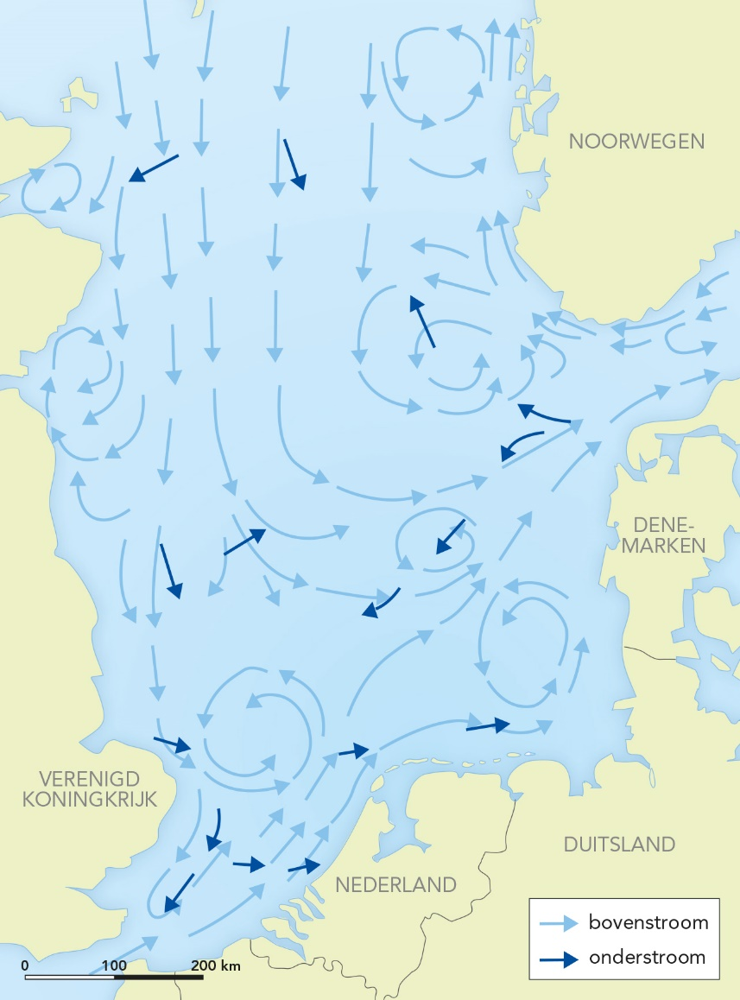 NOORWEGEN
DENE-
MARKEN
VERENIGD
KONINGKRIJK
DUITSLAND
NEDERLAND
bovenstroom
onderstroom
0 100 200 km